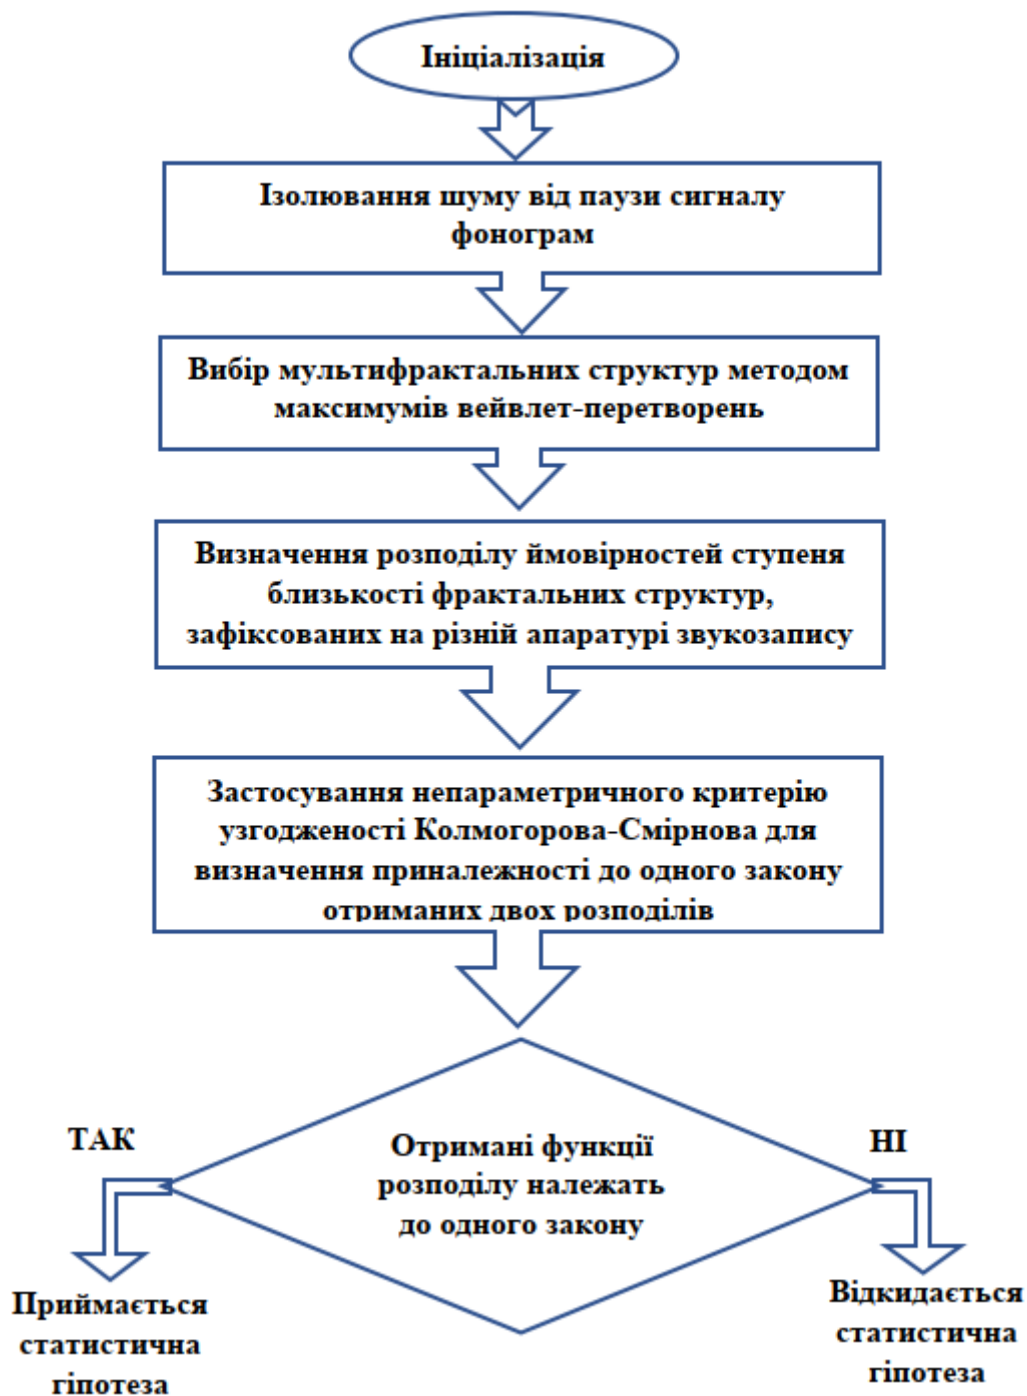 Ініціалізація
Ізолювання шуму від паузи сигналу
фонограм
Вибір мультифрактальних структур методом
максимумів вейвлет-перетворень
Визначення розподілу ймовірностей ступеня
близькості фрактальних структур,
зафіксованих на різній апаратурі звукозапису
Застосування непараметричного критерію
узгодженості Колмогорова-Смірнова для
визначення приналежності до одного закону
отриманих двох розподілів
ТАК
НІ
Отримані функції
розподілу належать
до одного закону
Приймається
статистична
гіпотеза
Відкидається
статистична
гіпотеза